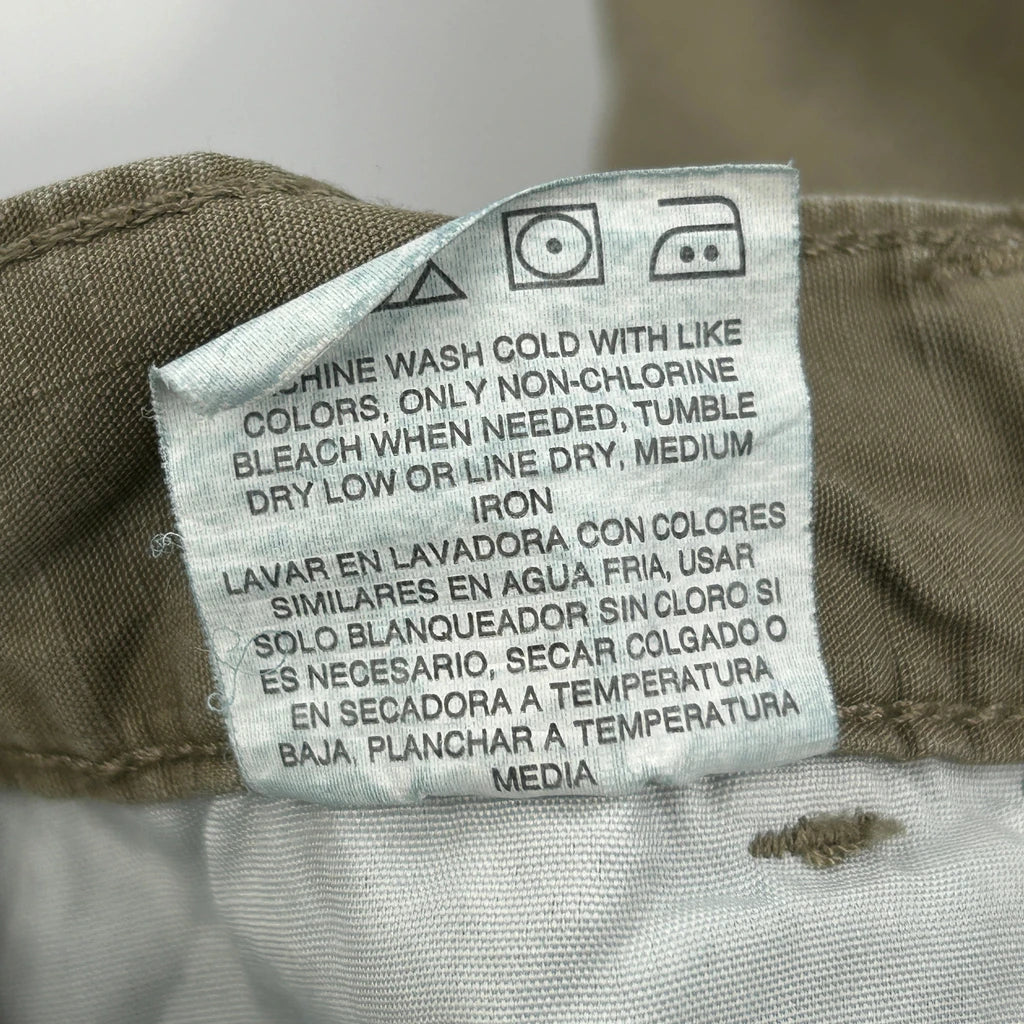 WASH COLD WITH LIKE
COLORS, ONLY NON-CHLORINE
BLEACH WHEN NEEDED, TUMBLE
DRY LOW OR LINE DRY, MEDIUM
IRON
LAVAR EN LAVADORA CON COLORES
SIMILARES EN AGUA FRIA, USAR
SOLO BLANQUEADOR SIN CLORO SI
ES NECESARIO, SECAR COLGADO O
EN SECADORA A TEMPERATURA
BAJA, PLANCHAR A TEMPERATURA
MEDIA